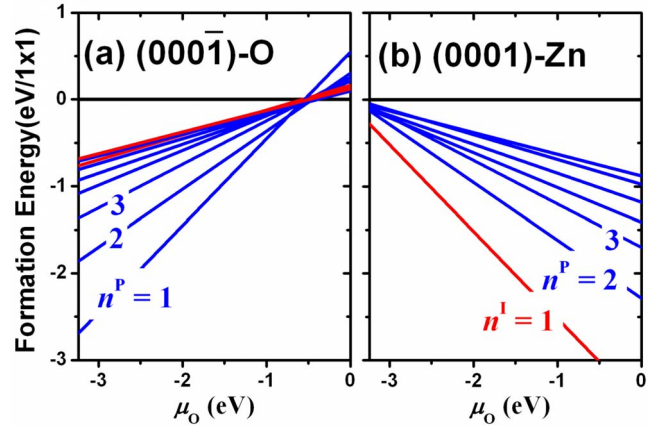 Formation Energy(eV/1x1)
1
0
-1
-2
-3
(a) (0001̅)-O
3
2
n^P = 1
-3
-2
-1
0
μ_O (eV)
(b) (0001)-Zn
3
n^P = 2
n^I = 1
-3
-2
-1
0
μ_O (eV)